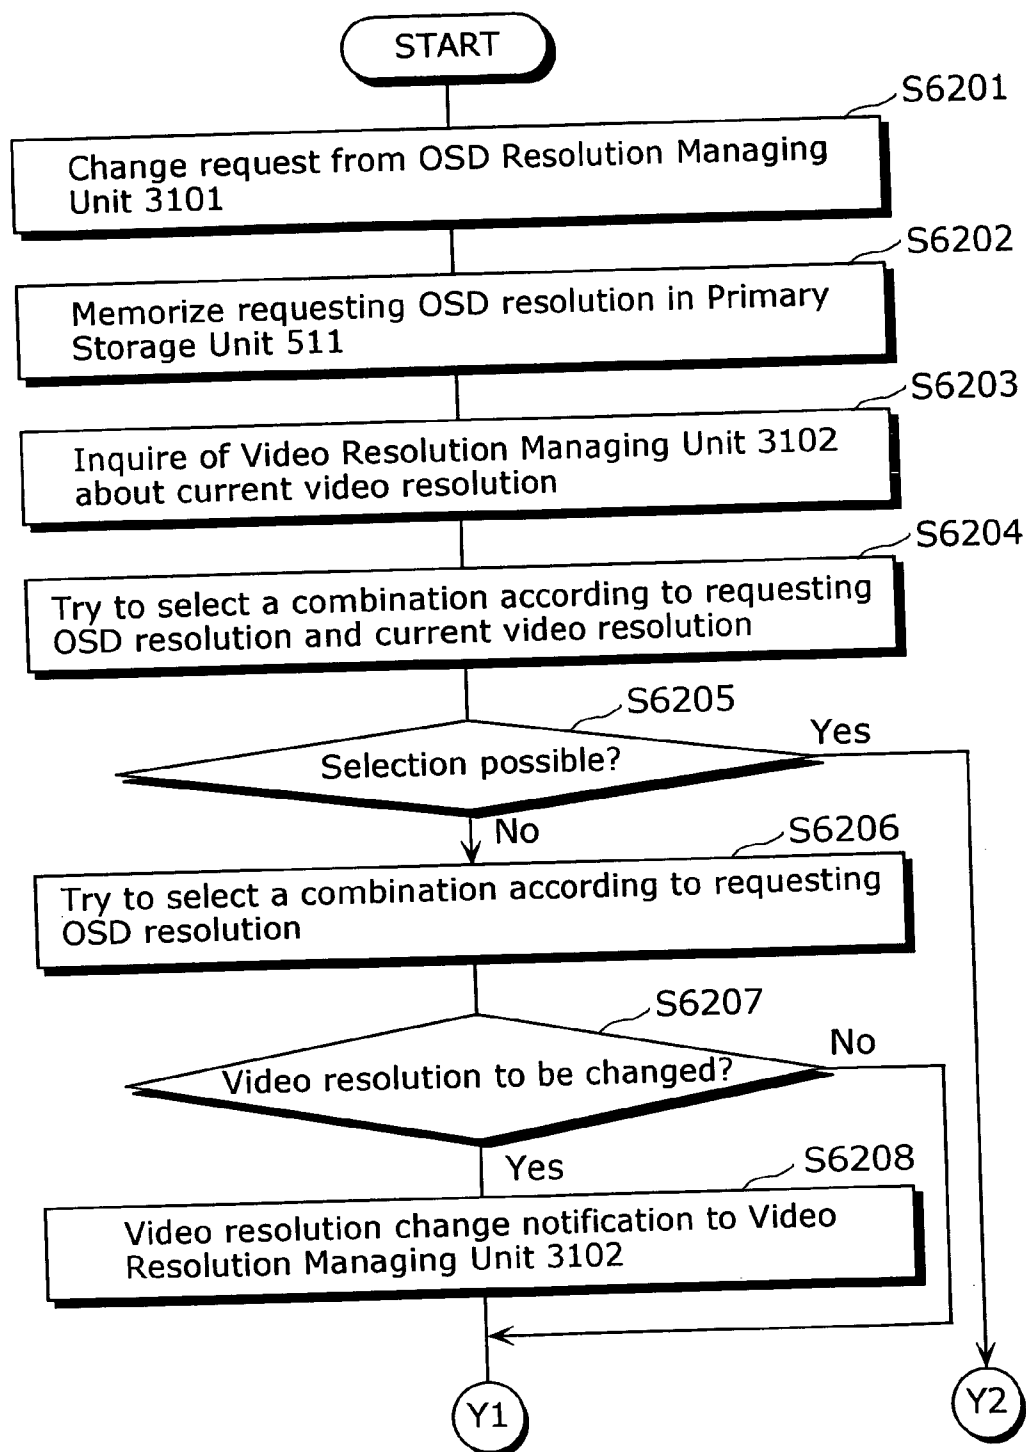 START
S6201
Change request from OSD Resolution Managing
Unit 3101
S6202
Memorize requesting OSD resolution in Primary
Storage Unit 511
S6203
Inquire of Video Resolution Managing Unit 3102
about current video resolution
S6204
Try to select a combination according to requesting
OSD resolution and current video resolution
S6205
Yes
Selection possible?
No
S6206
Try to select a combination according to requesting
OSD resolution
S6207
No
Video resolution to be changed?
Yes
S6208
Video resolution change notification to Video
Resolution Managing Unit 3102
Y1
Y2